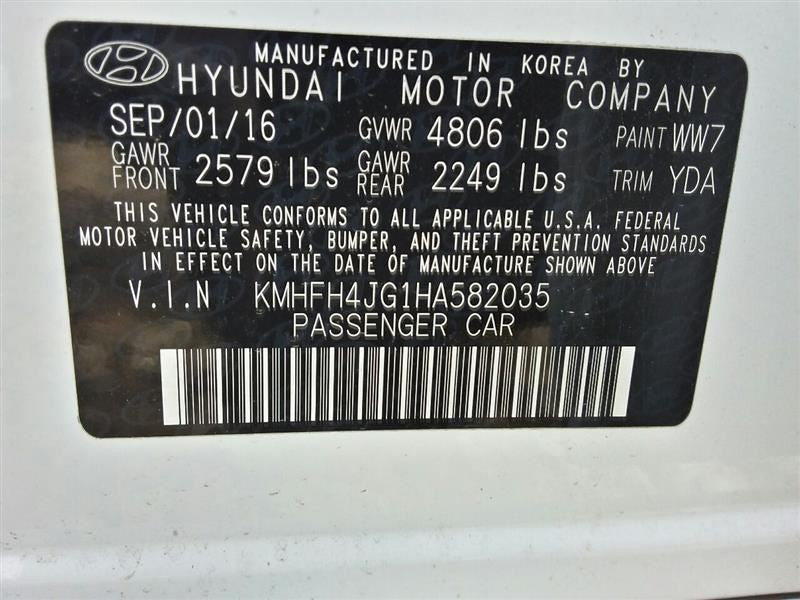 MANUFACTURED IN KOREA BY
HYUNDAI MOTOR COMPANY
SEP/01/16 GVWR 4806 lbs PAINT WW7
GAWR FRONT 2579 lbs GAWR REAR 2249 lbs TRIM YDA
THIS VEHICLE CONFORMS TO ALL APPLICABLE U.S.A. FEDERAL
MOTOR VEHICLE SAFETY, BUMPER, AND THEFT PREVENTION STANDARDS
IN EFFECT ON THE DATE OF MANUFACTURE SHOWN ABOVE
V.I.N KMHFH4JG1HA582035
PASSENGER CAR